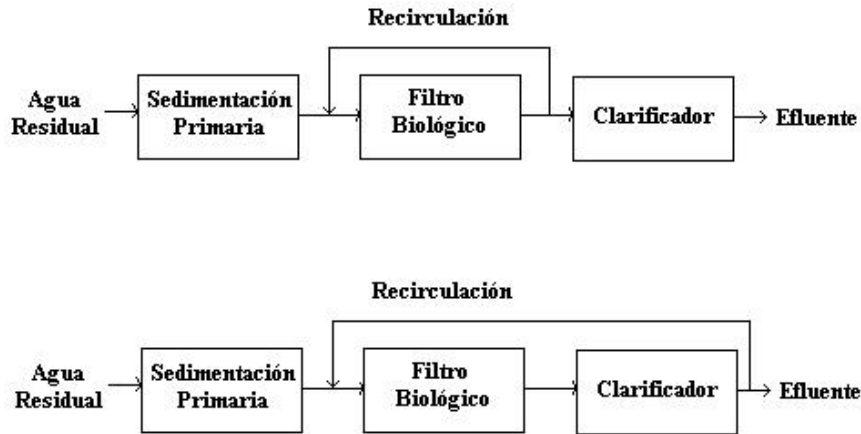 Recirculación
Agua
Residual
Sedimentación
Primaria
Filtro
Biológico
Clarificador
Efluente
Recirculación
Agua
Residual
Sedimentación
Primaria
Filtro
Biológico
Clarificador
Efluente